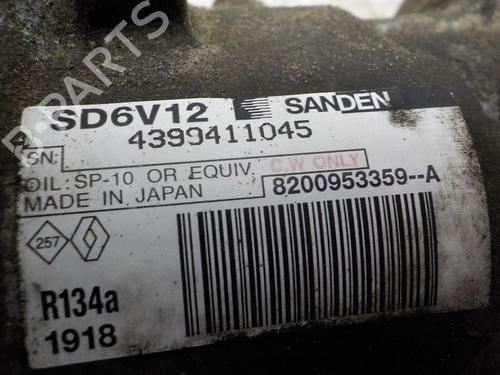 SD6V12 SANDEN
SN: 4399411045
OIL: SP-10 OR EQUIV. C.W ONLY
MADE IN JAPAN 8200953359--A
257
R134a
1918
B-PARTS